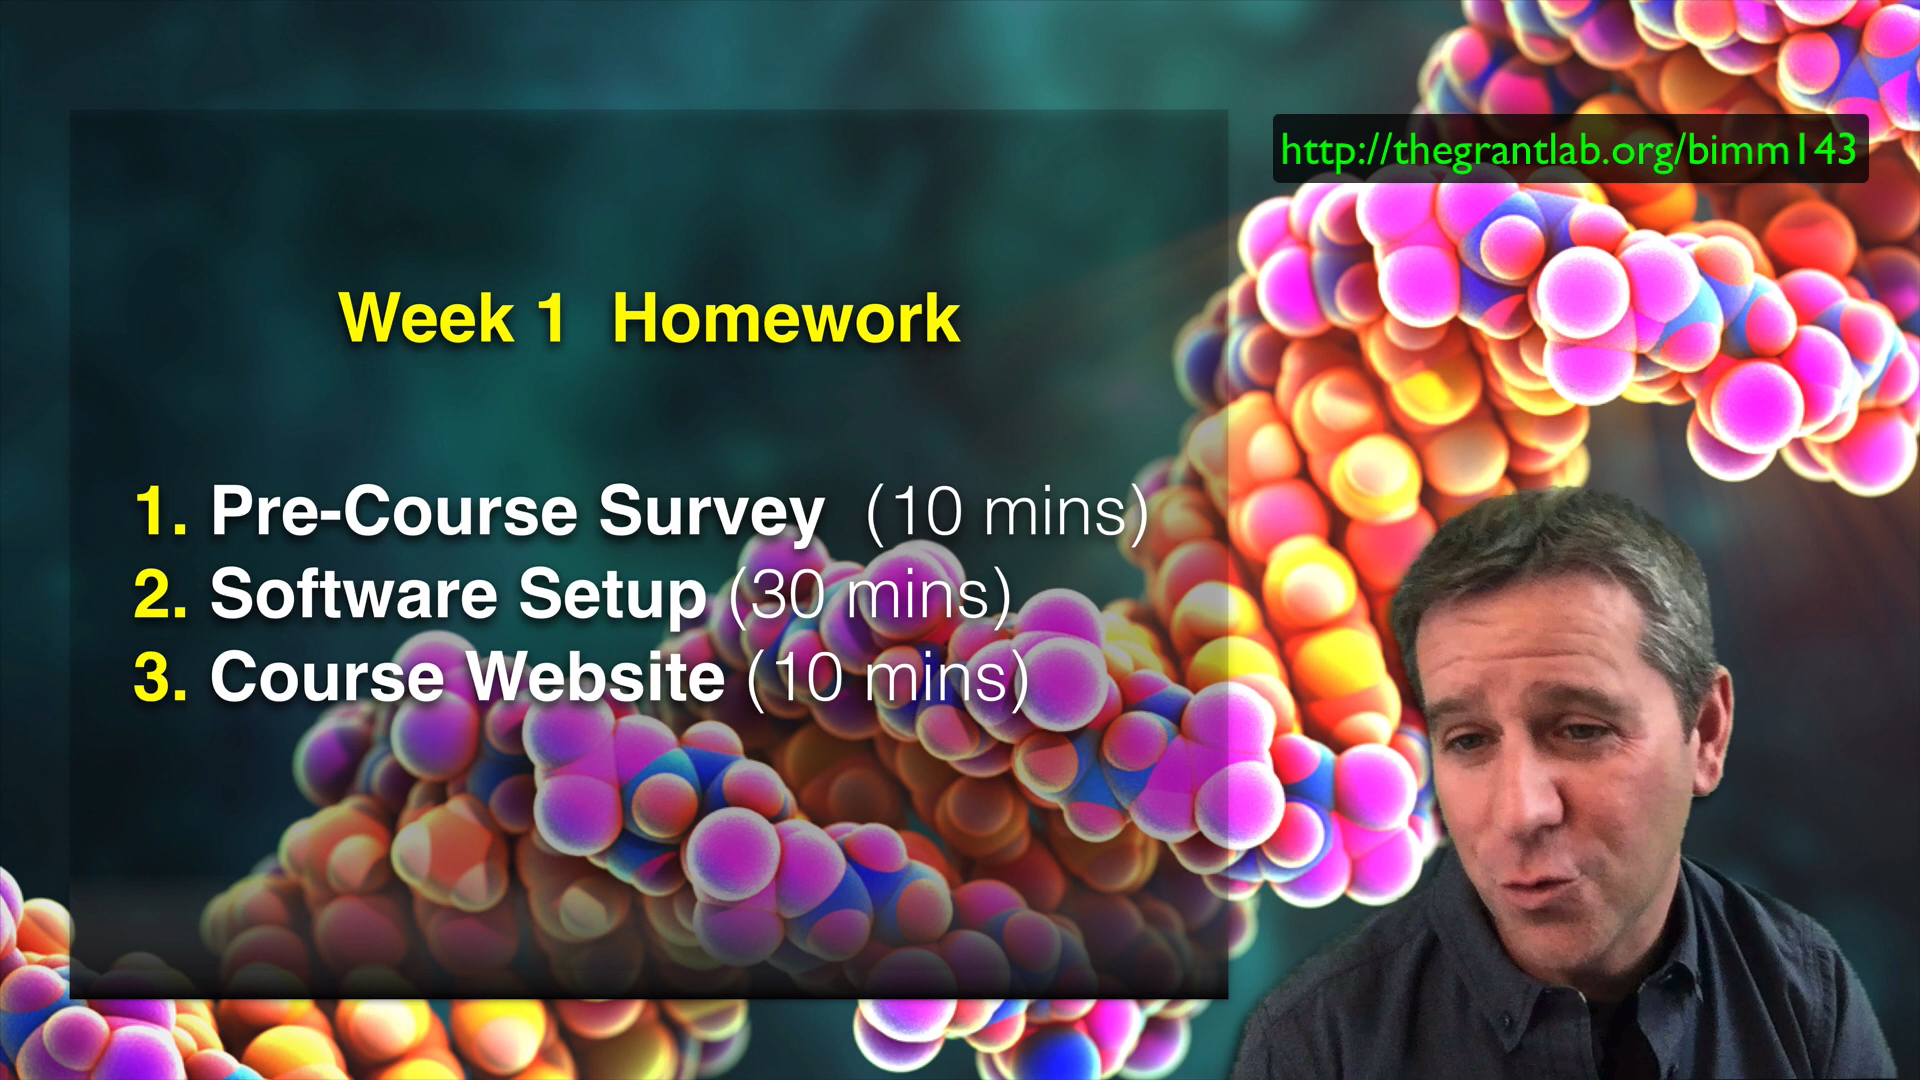 http://thegrantlab.org/bimm143
Week 1 Homework
1. Pre-Course Survey (10 mins)
2. Software Setup (30 mins)
3. Course Website (10 mins)